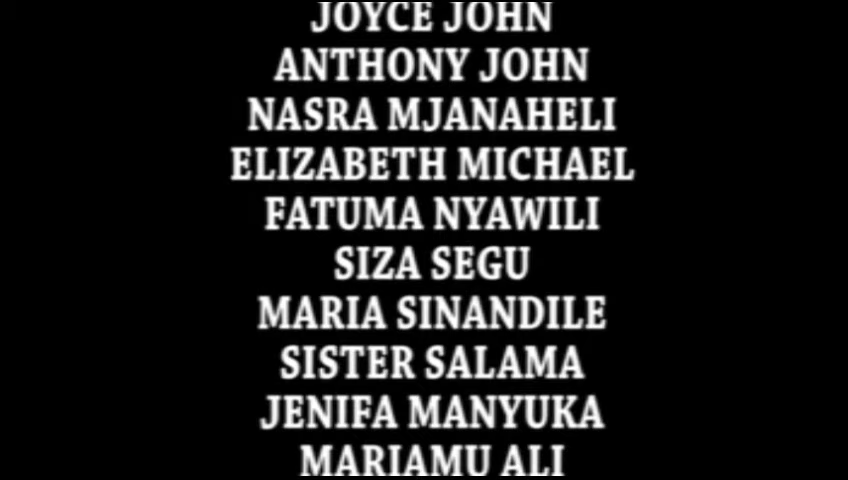 JOYCE JOHN
ANTHONY JOHN
NASRA MJANAHELI
ELIZABETH MICHAEL
FATUMA NYAWILI
SIZA SEGU
MARIA SINANDILE
SISTER SALAMA
JENIFA MANYUKA
MARIAMU ALI